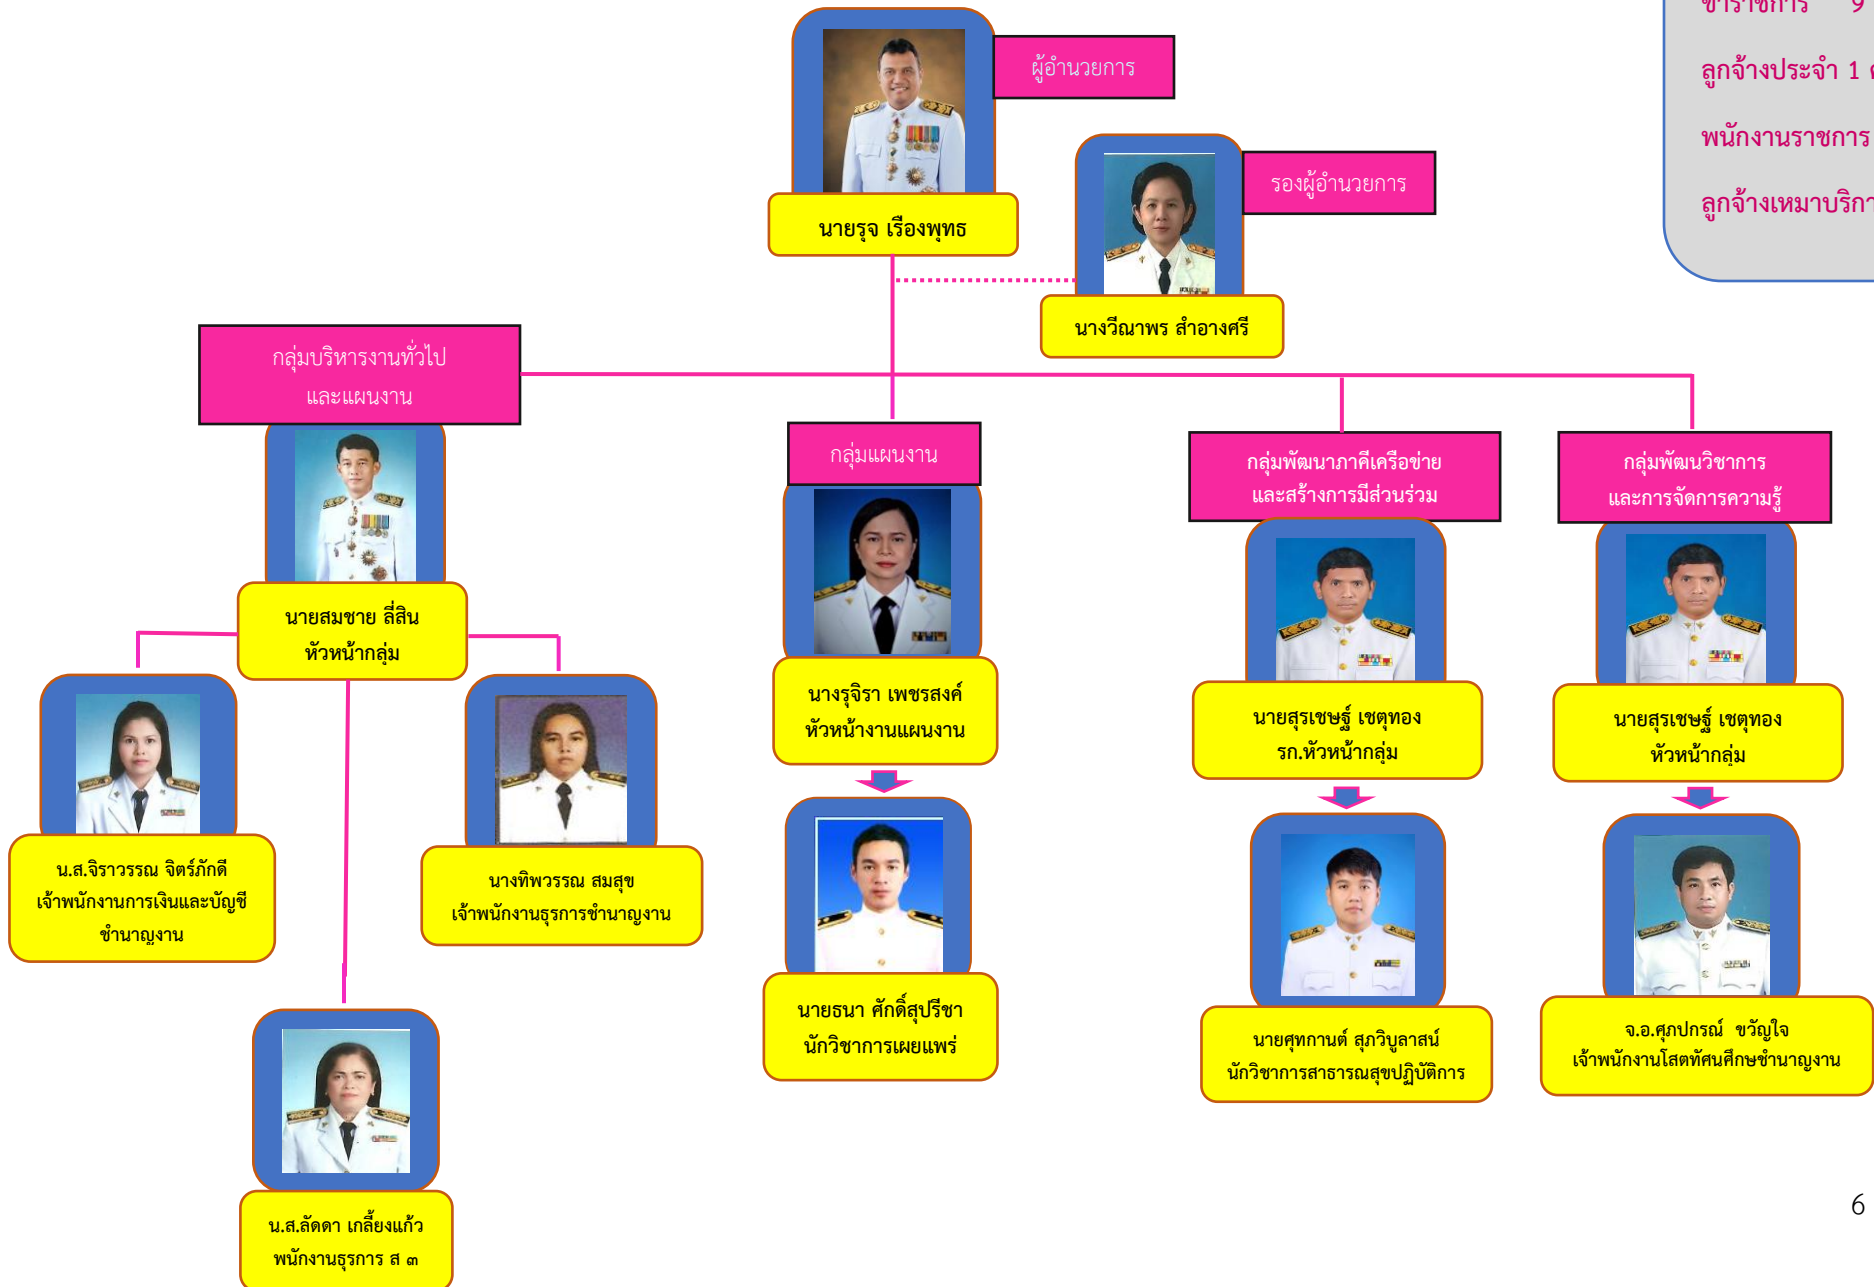 ผู้อำนวยการ
นายรุจ เรืองพุทธ
รองผู้อำนวยการ
นางวีณาพร สำอางศรี
ข้าราชการ 9
ลูกจ้างประจำ 1
พนักงานราชการ
ลูกจ้างเหมาบริกา
กลุ่มบริหารงานทั่วไป
และแผนงาน
นายสมชาย ลี่สิน
หัวหน้ากลุ่ม
น.ส.จิราวรรณ จิตร์ภักดี
เจ้าพนักงานการเงินและบัญชี
ชำนาญงาน
นางทิพวรรณ สมสุข
เจ้าพนักงานธุรการชำนาญงาน
น.ส.ลัดดา เกลี้ยงแก้ว
พนักงานธุรการ ส ๓
กลุ่มแผนงาน
นางรุจิรา เพชรสงค์
หัวหน้างานแผนงาน
นายธนา ศักดิ์สุปรีชา
นักวิชาการเผยแพร่
กลุ่มพัฒนาภาคีเครือข่าย
และสร้างการมีส่วนร่วม
นายสุรเชษฐ์ เชตุทอง
รก.หัวหน้ากลุ่ม
นายศุทกานต์ สุภวิบูลาสน์
นักวิชาการสาธารณสุขปฏิบัติการ
กลุ่มพัฒนวิชาการ
และการจัดการความรู้
นายสุรเชษฐ์ เชตุทอง
หัวหน้ากลุ่ม
จ.อ.ศุภปกรณ์ ขวัญใจ
เจ้าพนักงานโสตทัศนศึกษชำนาญงาน
6